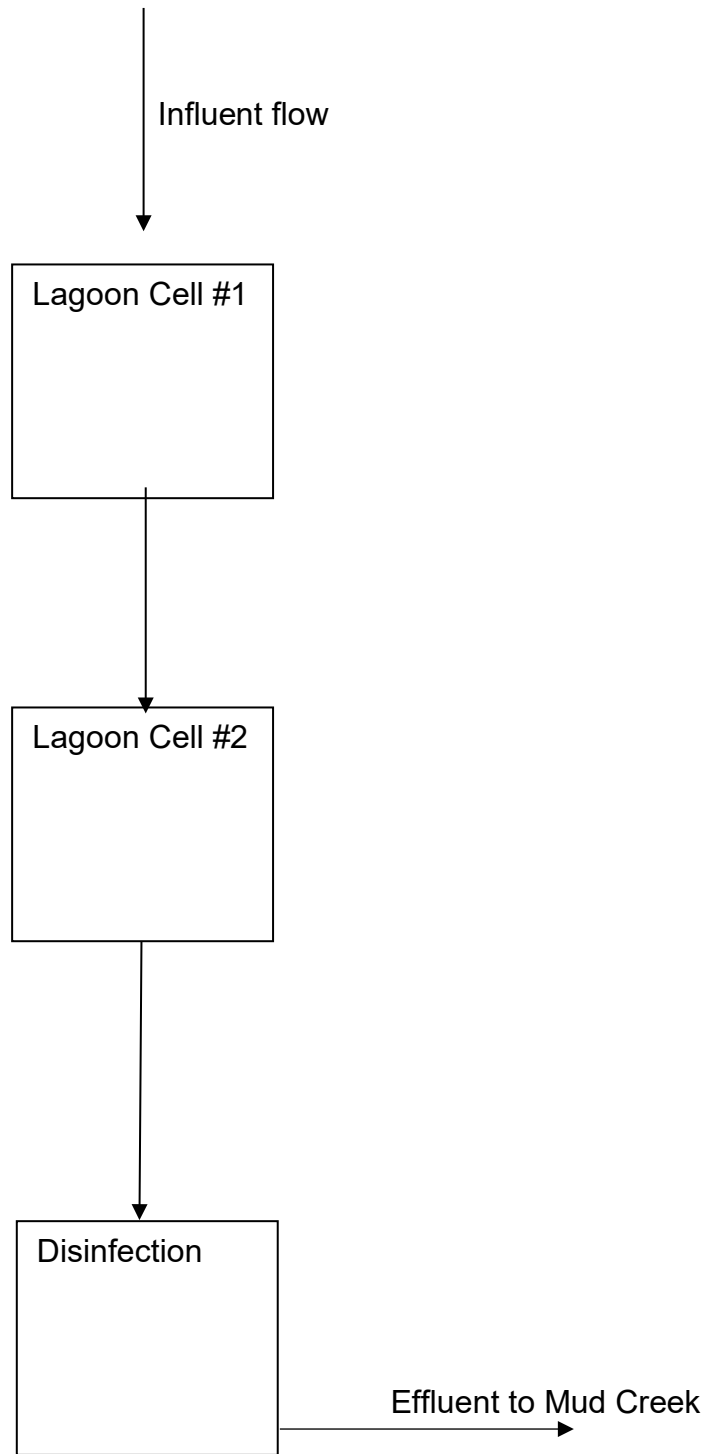 Influent flow
Lagoon Cell #1
Lagoon Cell #2
Disinfection
Effluent to Mud Creek